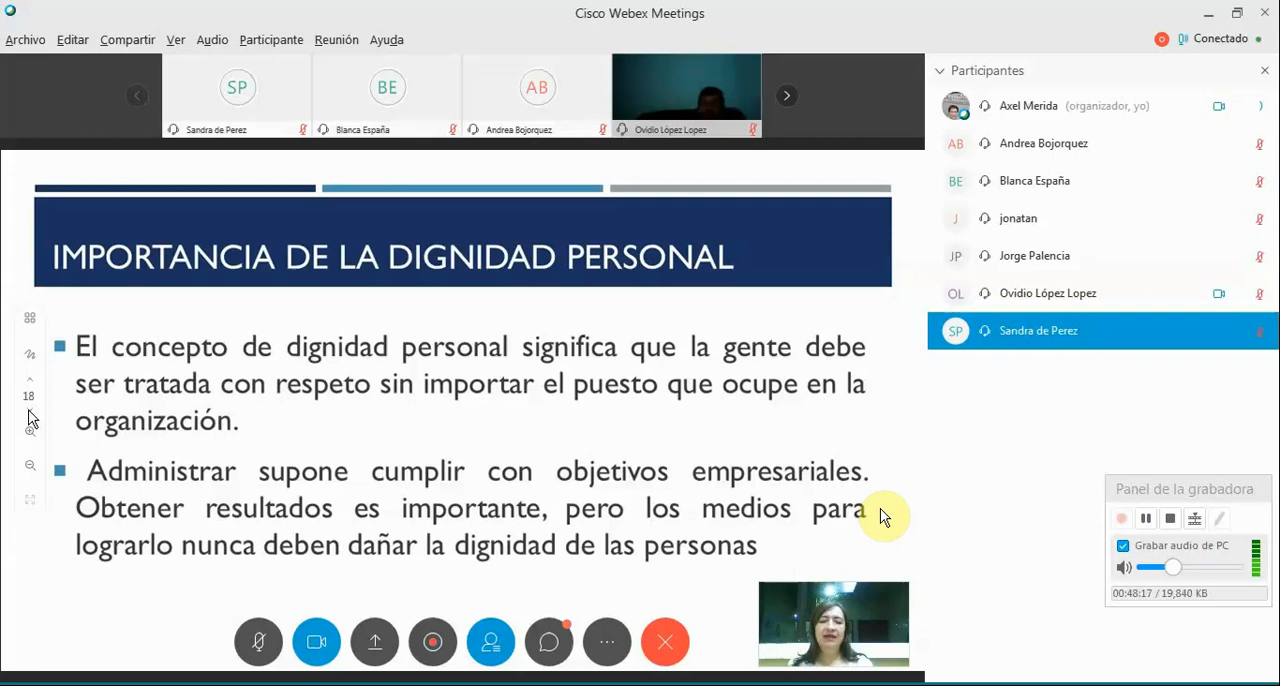 Cisco Webex Meetings
Archivo Editar Compartir Ver Audio Participante Reunión Ayuda
Conectado
SP
Sandra de Perez
BE
Blanca España
AB
Andrea Bojorquez
Ovidio López Lopez
Participantes
Axel Merida (organizador, yo)
AB Andrea Bojorquez
BE Blanca España
J jonatan
JP Jorge Palencia
OL Ovidio López Lopez
SP Sandra de Perez
IMPORTANCIA DE LA DIGNIDAD PERSONAL
El concepto de dignidad personal significa que la gente debe
ser tratada con respeto sin importar el puesto que ocupe en la
organización.
Administrar supone cumplir con objetivos empresariales.
Obtener resultados es importante, pero los medios para
lograrlo nunca deben dañar la dignidad de las personas
18
Panel de la grabadora
Grabar audio de PC
00:48:17 / 19,840 KB